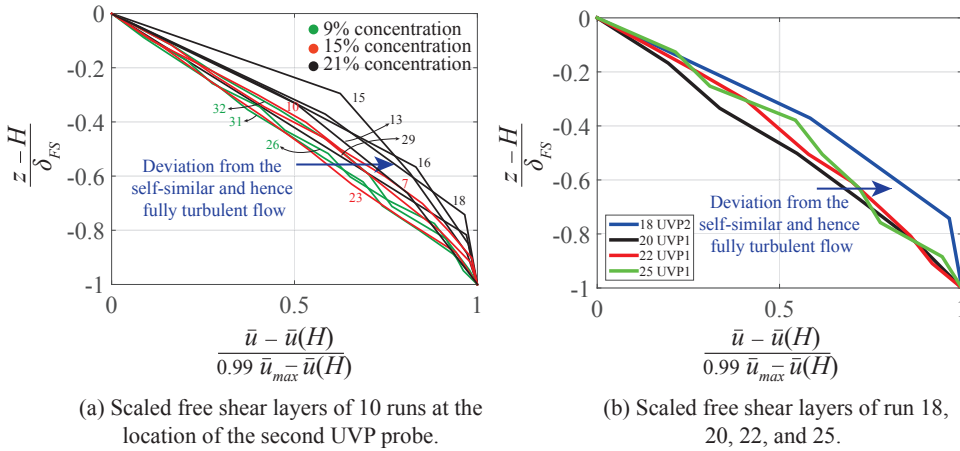 0
-0.2
-0.4
-0.6
-0.8
-1
z − H
δFS
9% concentration
15% concentration
21% concentration
15
10
32
31
13
29
26
16
7
23
18
Deviation from the
self-similar and hence
fully turbulent flow
0
0.5
1
ū − ū(H)
0.99 ūmax − ū(H)
(a) Scaled free shear layers of 10 runs at the
location of the second UVP probe.
0
-0.2
-0.4
-0.6
-0.8
-1
z − H
δFS
Deviation from the
self-similar and hence
fully turbulent flow
18 UVP2
20 UVP1
22 UVP1
25 UVP1
0
0.5
1
ū − ū(H)
0.99 ūmax − ū(H)
(b) Scaled free shear layers of run 18,
20, 22, and 25.